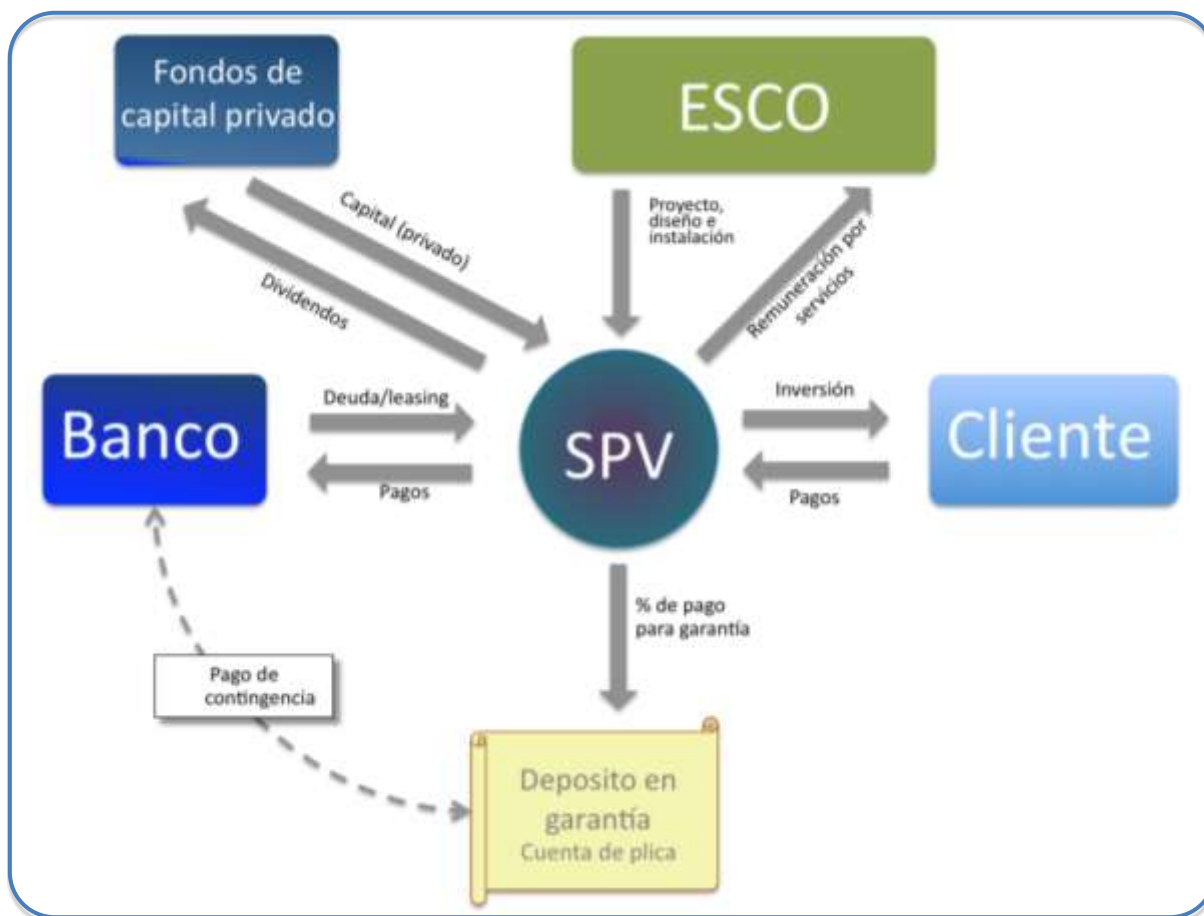 Fondos de
capital privado
ESCO
Capital (privado)
Dividendos
Proyecto,
diseño e
instalación
Remuneración por
servicios
Banco
Deuda/leasing
Pagos
SPV
Inversión
Pagos
Cliente
% de pago
para garantía
Pago de
contingencia
Deposito en
garantía
Cuenta de plica